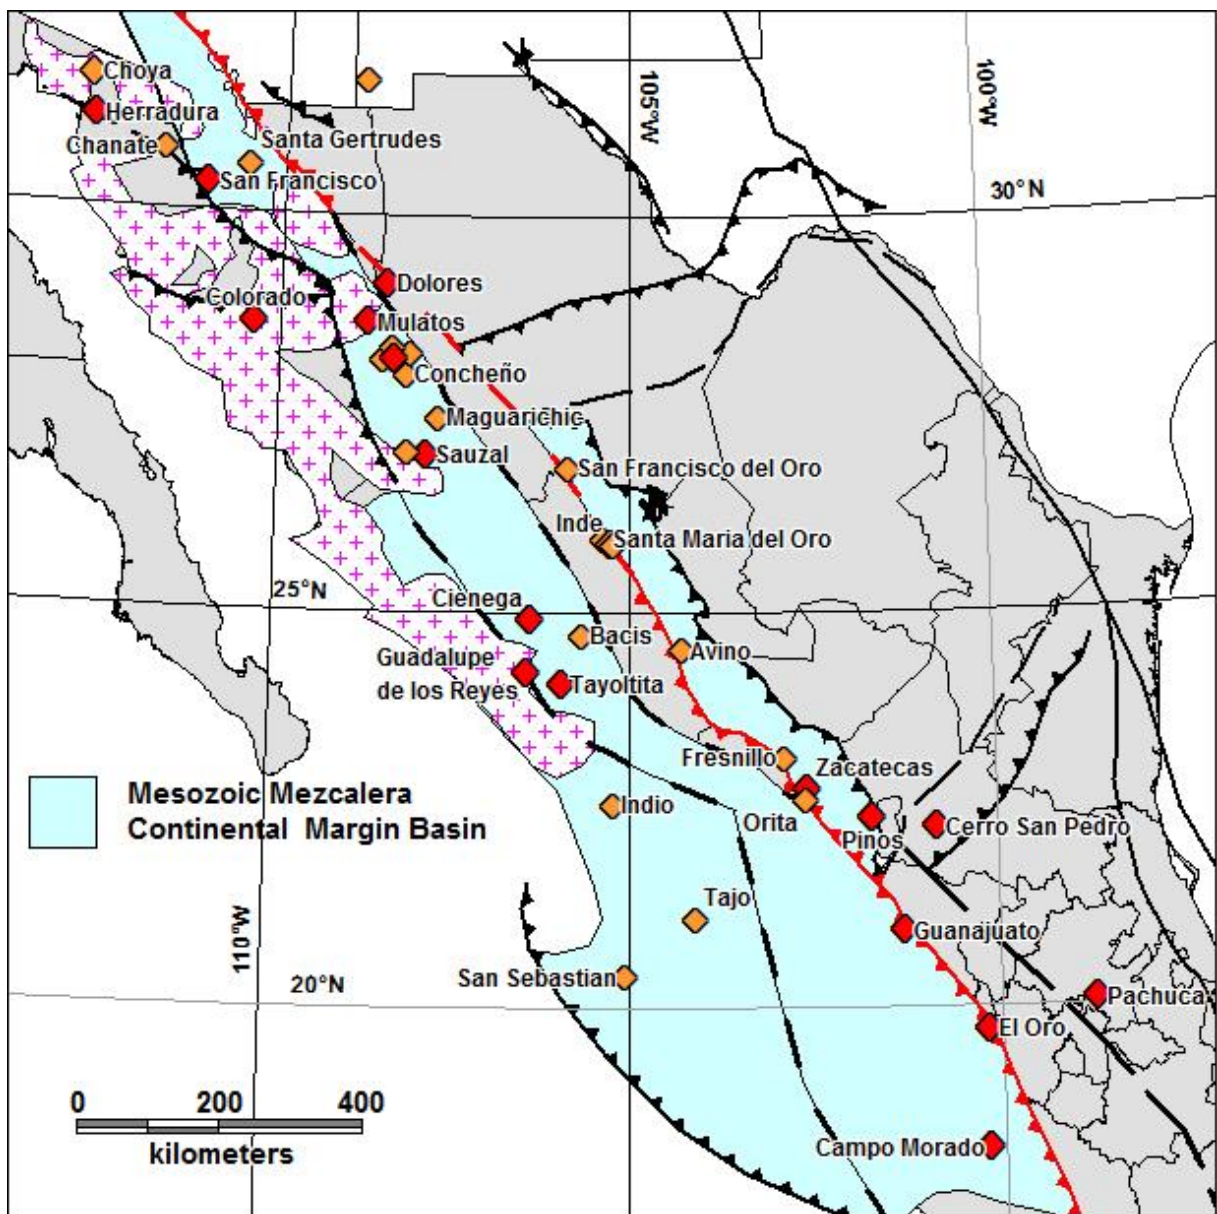 Choya
Herradura
Chanate
Santa Gertrudes
San Francisco
105°W
100°W
30°N
Dolores
Colorado
Mulatos
Concheño
Maguarichic
Sauzal
San Francisco del Oro
Inde
Santa Maria del Oro
25°N
Cienega
Bacis
Avino
Guadalupe
de los Reyes
Tayoltita
Fresnillo
Zacatecas
Mesozoic Mezcalera
Continental Margin Basin
Indio
Orita
Pinos
Cerro San Pedro
Tajo
Guanajuato
110°W
San Sebastian
20°N
Pachuca
El Oro
0 200 400
kilometers
Campo Morado